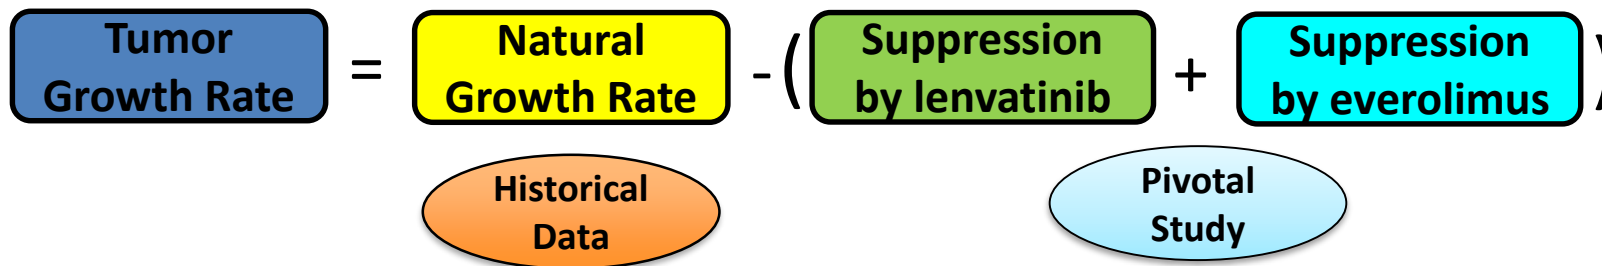 Tumor Growth Rate = Natural Growth Rate - ( Suppression by lenvatinib + Suppression by everolimus )
Historical Data
Pivotal Study